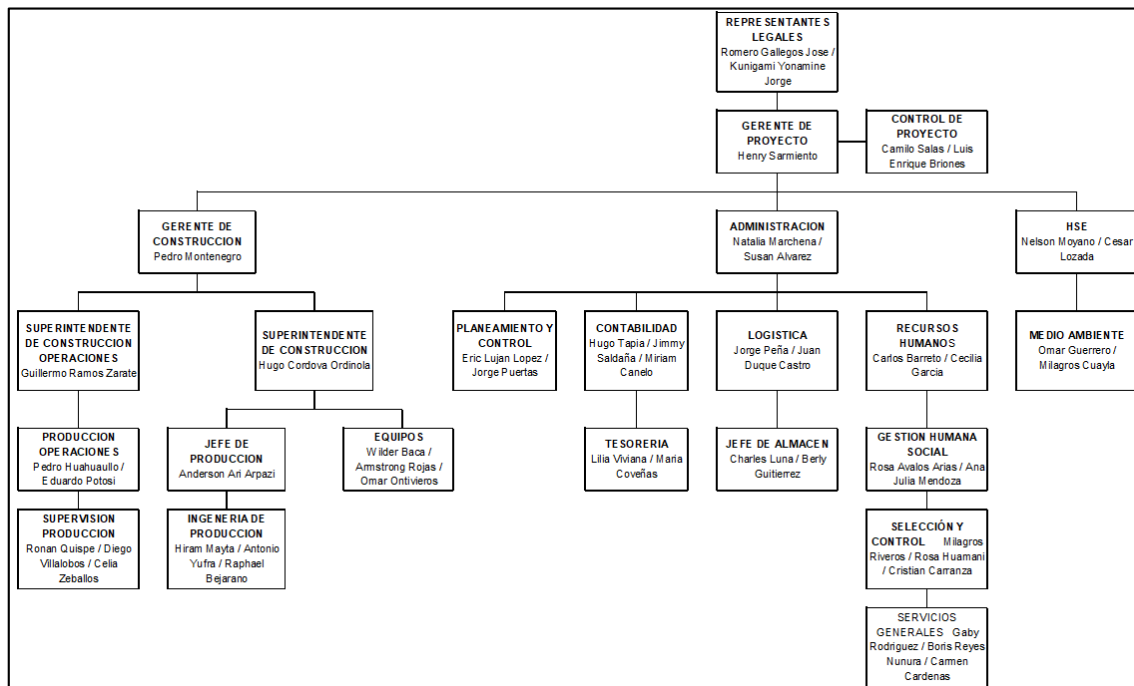 REPRESENTANTES
LEGALES
Romero Gallegos Jose /
Kunigami Yonamine
Jorge
GERENTE DE
PROYECTO
Henry Sarmiento
CONTROL DE
PROYECTO
Camilo Salas / Luis
Enrique Briones
GERENTE DE
CONSTRUCCION
Pedro Montenegro
ADMINISTRACION
Natalia Marchena /
Susan Alvarez
HSE
Nelson Moyano / Cesar
Lozada
SUPERINTENDENTE
DE CONSTRUCCION
OPERACIONES
Guillermo Ramos Zarate
SUPERINTENDENTE
DE CONSTRUCCION
Hugo Cordova Ordinola
PLANEAMIENTO Y
CONTROL
Eric Lujan Lopez /
Jorge Puertas
CONTABILIDAD
Hugo Tapia / Jimmy
Saldaña / Miriam
Canelo
LOGISTICA
Jorge Peña / Juan
Duque Castro
RECURSOS
HUMANOS
Carlos Barreto / Cecilia
Garcia
MEDIO AMBIENTE
Omar Guerrero /
Milagros Cuayla
PRODUCCION
OPERACIONES
Pedro Huahuaullo /
Eduardo Potosi
JEFE DE
PRODUCCION
Anderson Ari Arpazi
EQUIPOS
Wilder Baca /
Armstrong Rojas /
Omar Ontivieros
TESORERIA
Lilia Viviana / Maria
Coveñas
JEFE DE ALMACEN
Charles Luna / Berly
Guitierrez
GESTION HUMANA
SOCIAL
Rosa Avalos Arias / Ana
Julia Mendoza
SUPERVISION
PRODUCCION
Ronan Quispe / Diego
Villalobos / Celia
Zeballos
INGENERIA DE
PRODUCCION
Hiram Mayta / Antonio
Yufra / Raphael
Bejarano
SELECCIÓN Y
CONTROL Milagros
Riveros / Rosa Huamani
/ Cristian Carranza
SERVICIOS
GENERALES Gaby
Rodriguez / Boris Reyes
Nunura / Carmen
Cardenas